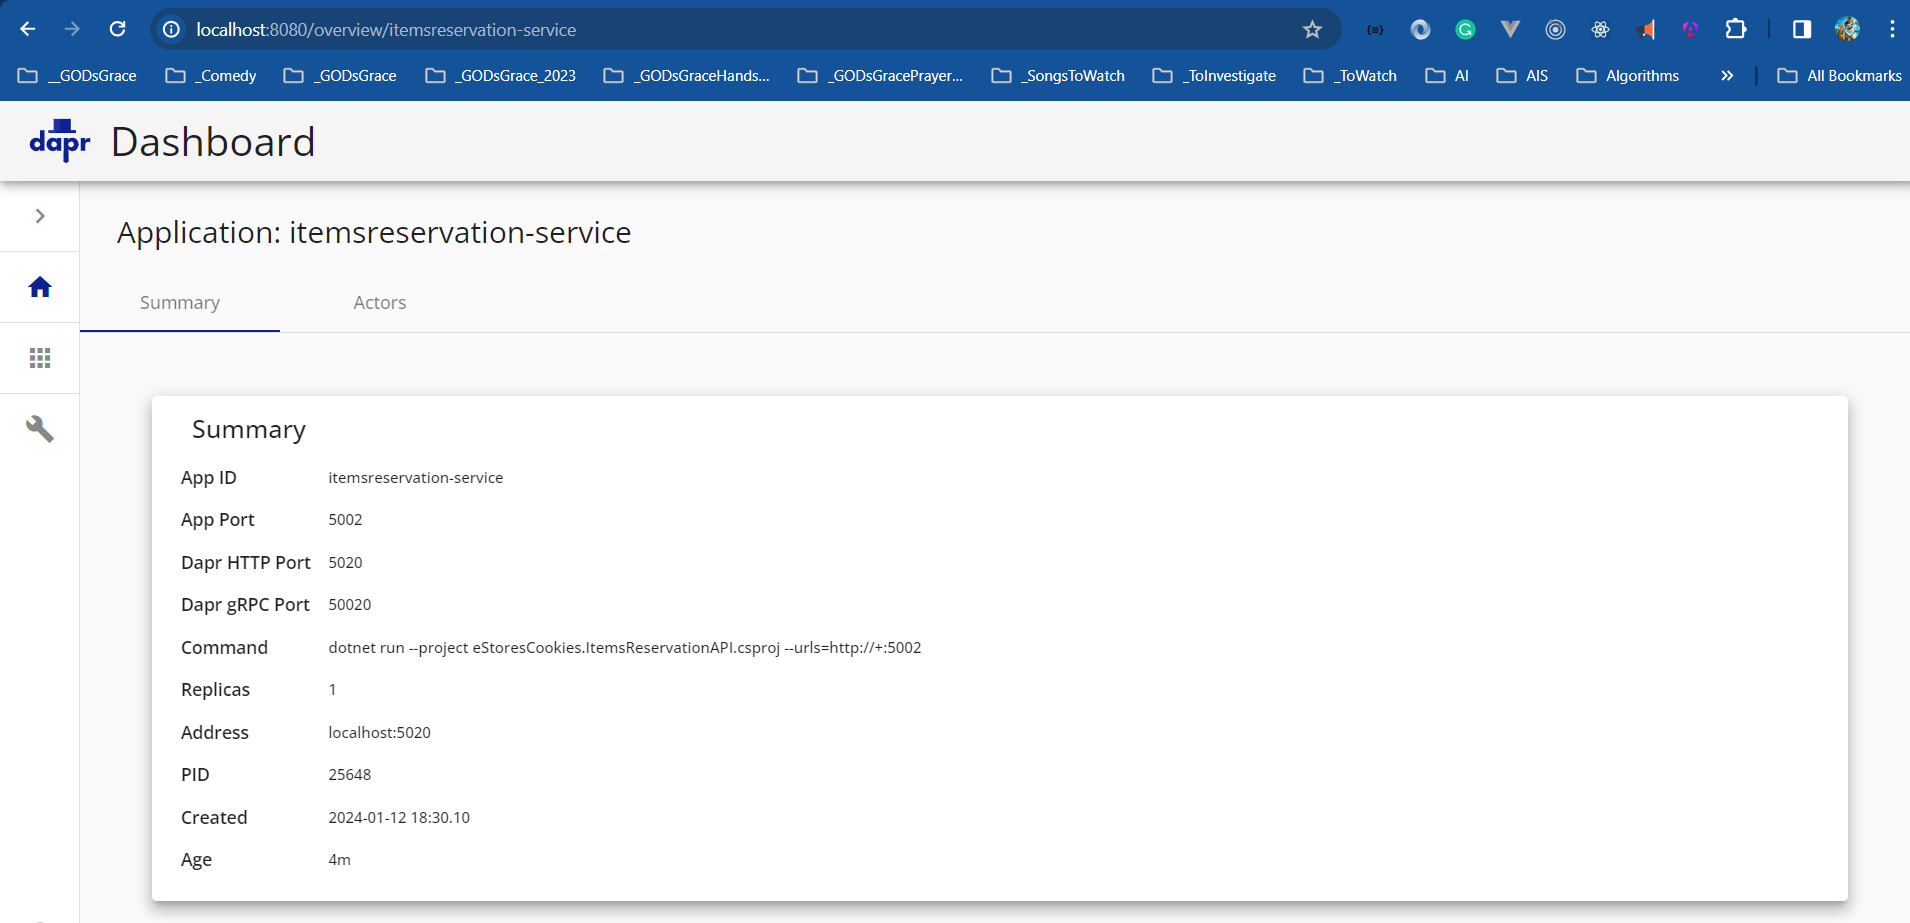 localhost:8080/overview/itemsreservation-service
__GODsGrace _Comedy _GODsGrace _GODsGrace_2023 _GODsGraceHands... _GODsGracePrayer... _SongsToWatch _ToInvestigate _ToWatch AI AIS Algorithms » All Bookmarks
dapr Dashboard
Application: itemsreservation-service
Summary Actors
Summary
App ID itemsreservation-service
App Port 5002
Dapr HTTP Port 5020
Dapr gRPC Port 50020
Command dotnet run --project eStoresCookies.ItemsReservationAPI.csproj --urls=http://+:5002
Replicas 1
Address localhost:5020
PID 25648
Created 2024-01-12 18:30.10
Age 4m